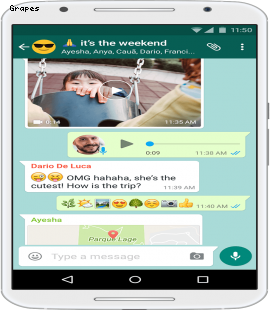 Grapes
11:50
it's the weekend
Ayesha, Anya, Cauã, Dario, Franci...
0:14
11:35 AM
0:09
11:38 AM
Dario De Luca
OMG hahaha, she's the
cutest! How is the trip?
11:39 AM
11:40 AM
Ayesha
Parque Lage
Type a message